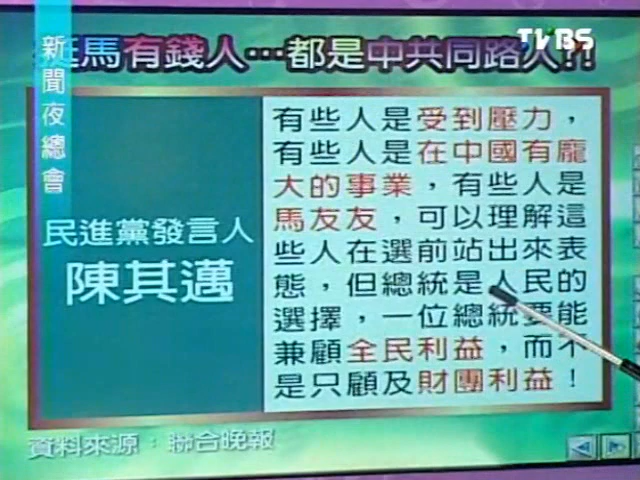 TVBS
挺馬有錢人…都是中共同路人?!
新聞夜總會
民進黨發言人
陳其邁
有些人是受到壓力，
有些人是在中國有龐
大的事業，有些人是
馬友友，可以理解這
些人在選前站出來表
態，但總統是人民的
選擇，一位總統要能
兼顧全民利益，而不
是只顧及財團利益！
資料來源：聯合晚報